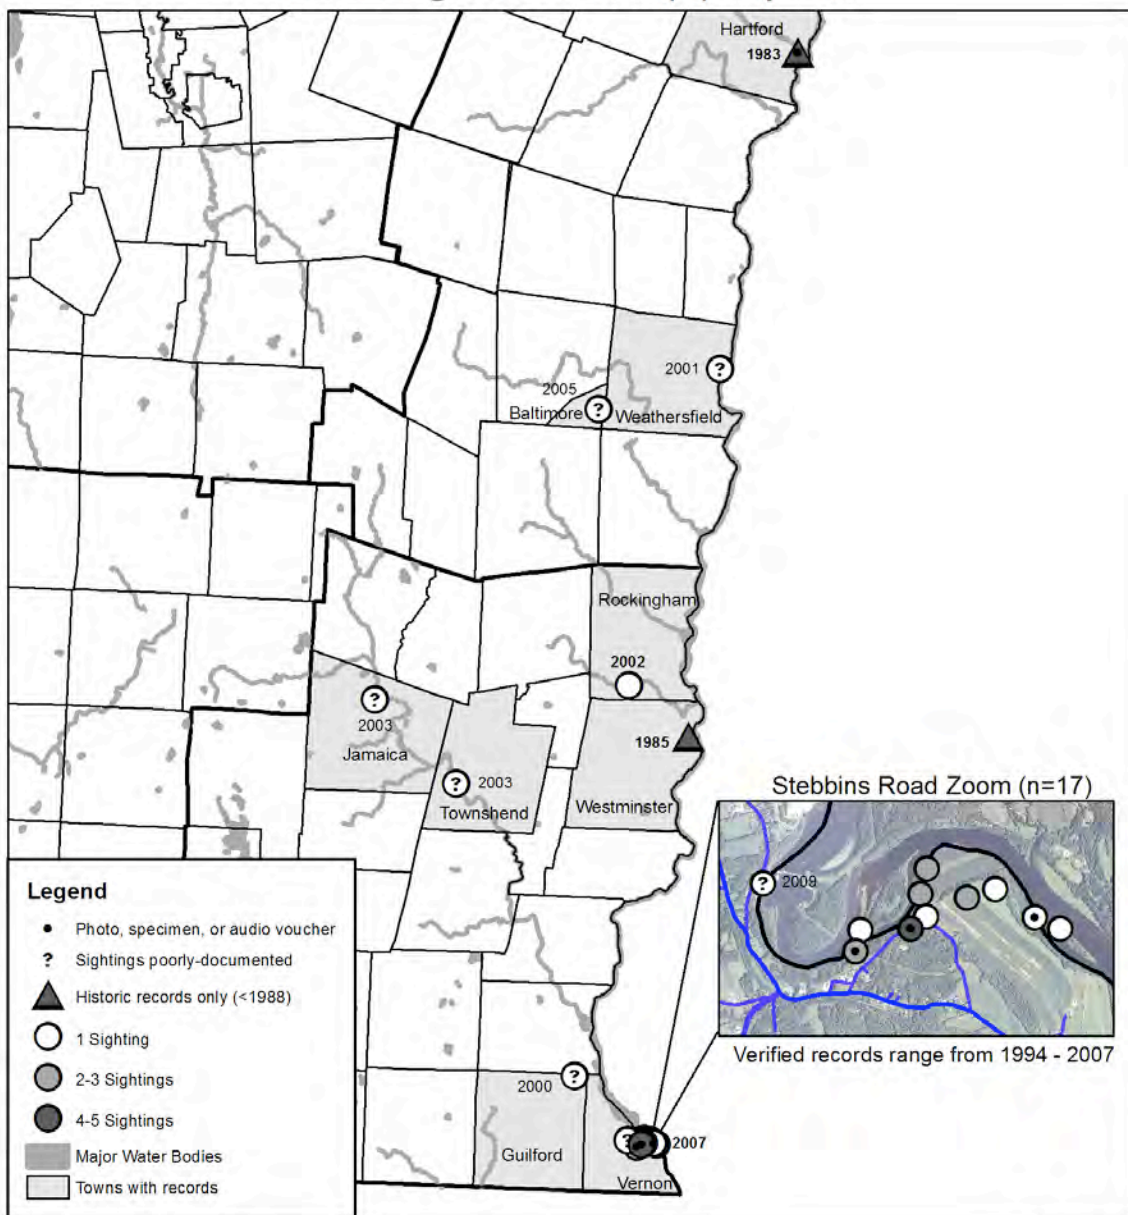 Hartford
1983
2001
2005
Baltimore
Weathersfield
Rockingham
2002
2003
Jamaica
1985
2003
Townshend
Westminster
Stebbins Road Zoom (n=17)
? 2009
Verified records range from 1994 - 2007
Legend
Photo, specimen, or audio voucher
? Sightings poorly-documented
Historic records only (<1988)
1 Sighting
2-3 Sightings
4-5 Sightings
Major Water Bodies
Towns with records
2000
2007
Guilford
Vernon